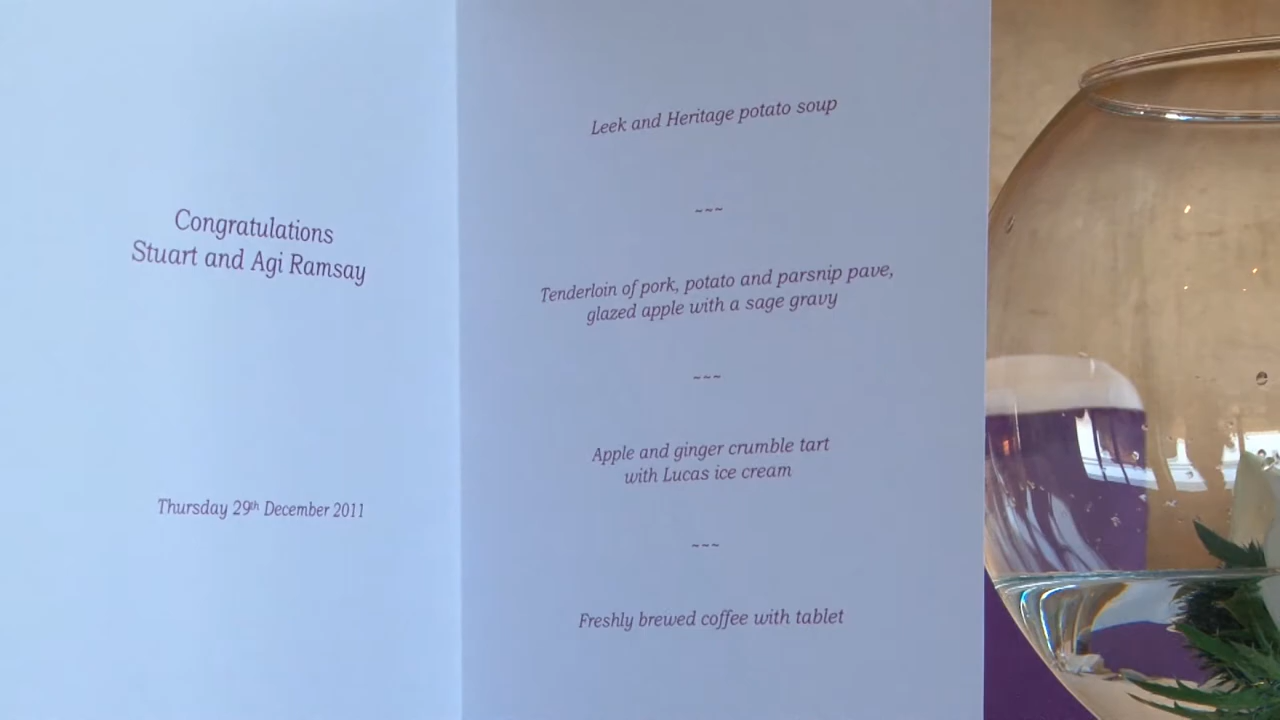 Congratulations
Stuart and Agi Ramsay
Thursday 29th December 2011
Leek and Heritage potato soup
~~~
Tenderloin of pork, potato and parsnip pave,
glazed apple with a sage gravy
~~~
Apple and ginger crumble tart
with Lucas ice cream
~~~
Freshly brewed coffee with tablet